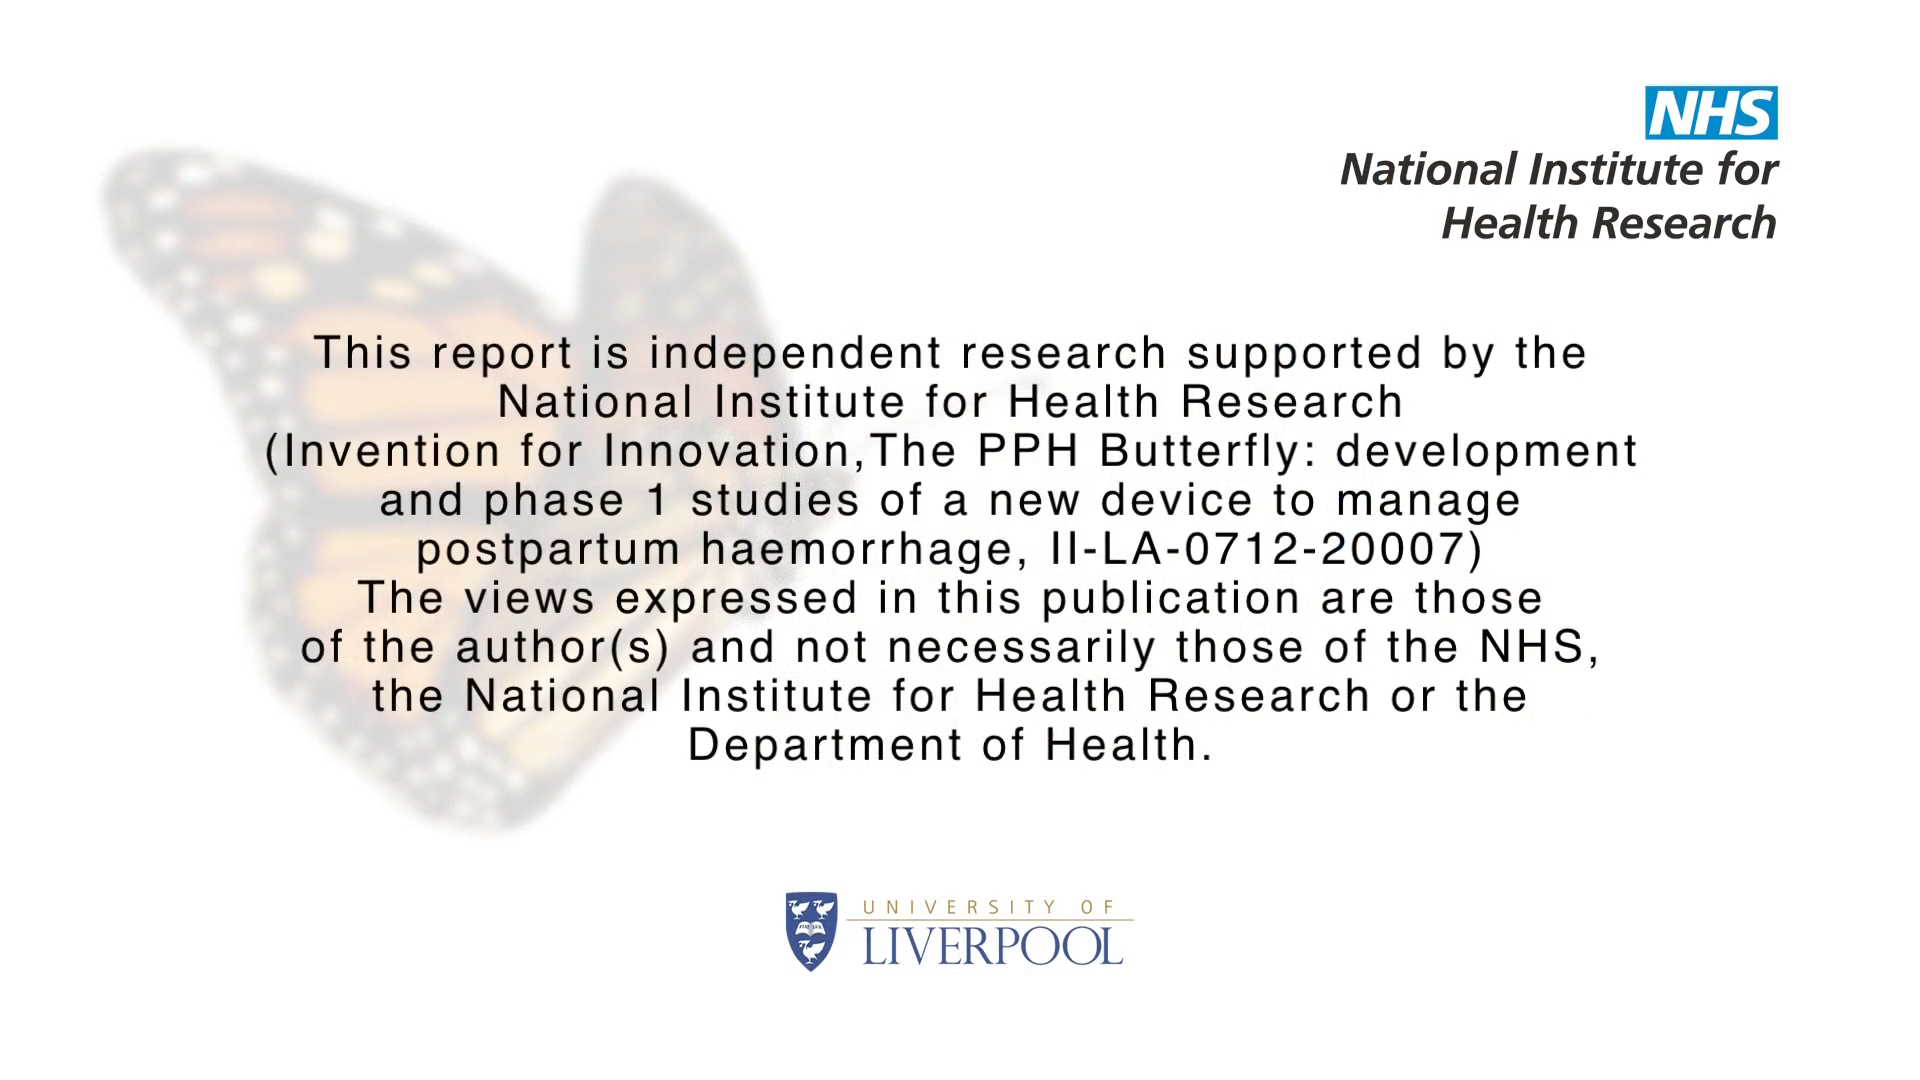 NHS
National Institute for
Health Research
This report is independent research supported by the
National Institute for Health Research
(Invention for Innovation,The PPH Butterfly: development
and phase 1 studies of a new device to manage
postpartum haemorrhage, II-LA-0712-20007)
The views expressed in this publication are those
of the author(s) and not necessarily those of the NHS,
the National Institute for Health Research or the
Department of Health.
UNIVERSITY OF
LIVERPOOL